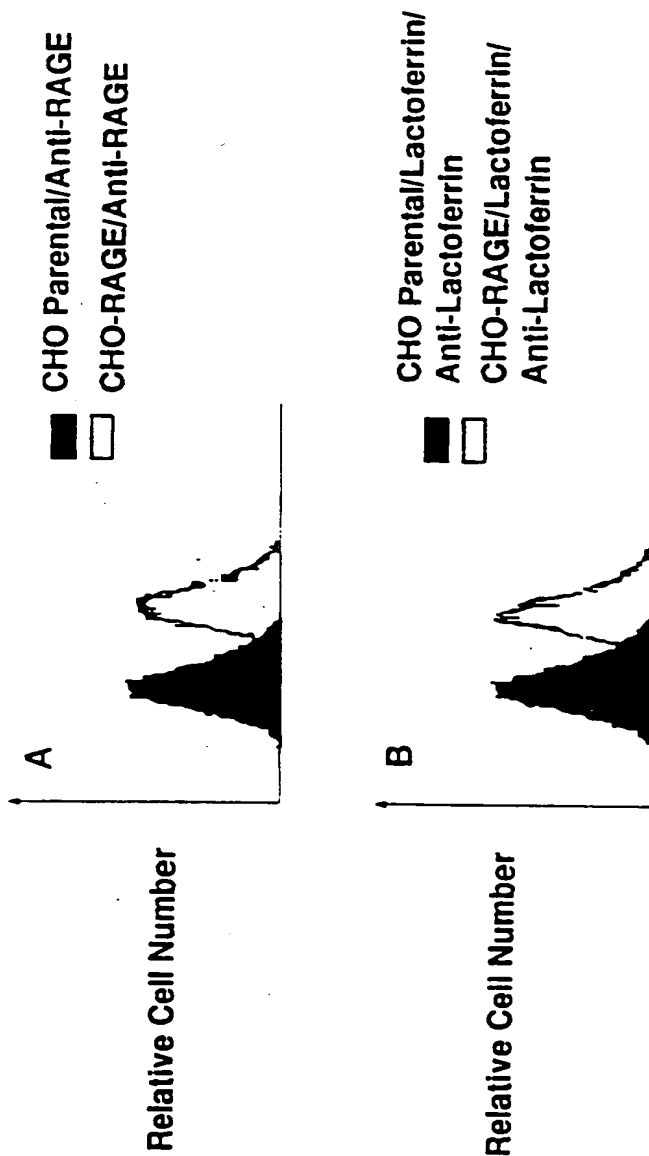 A
Relative Cell Number
CHO Parental/Anti-RAGE
CHO-RAGE/Anti-RAGE
B
Relative Cell Number
CHO Parental/Lactoferrin/
Anti-Lactoferrin
CHO-RAGE/Lactoferrin/
Anti-Lactoferrin